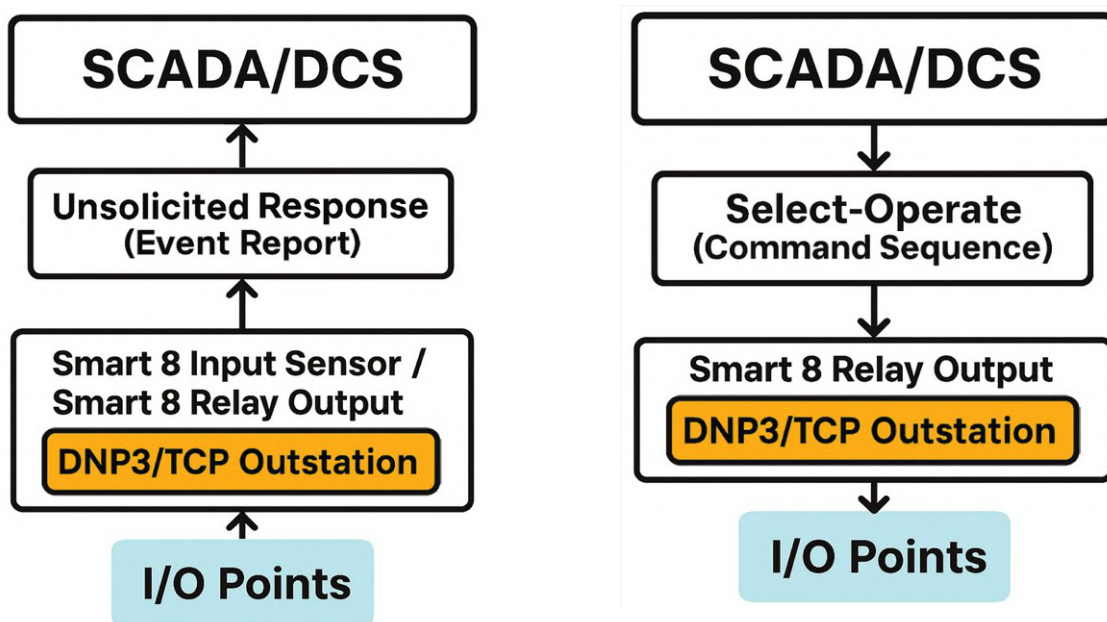 SCADA/DCS
Unsolicited Response
(Event Report)
Smart 8 Input Sensor /
Smart 8 Relay Output
DNP3/TCP Outstation
I/O Points
SCADA/DCS
Select-Operate
(Command Sequence)
Smart 8 Relay Output
DNP3/TCP Outstation
I/O Points